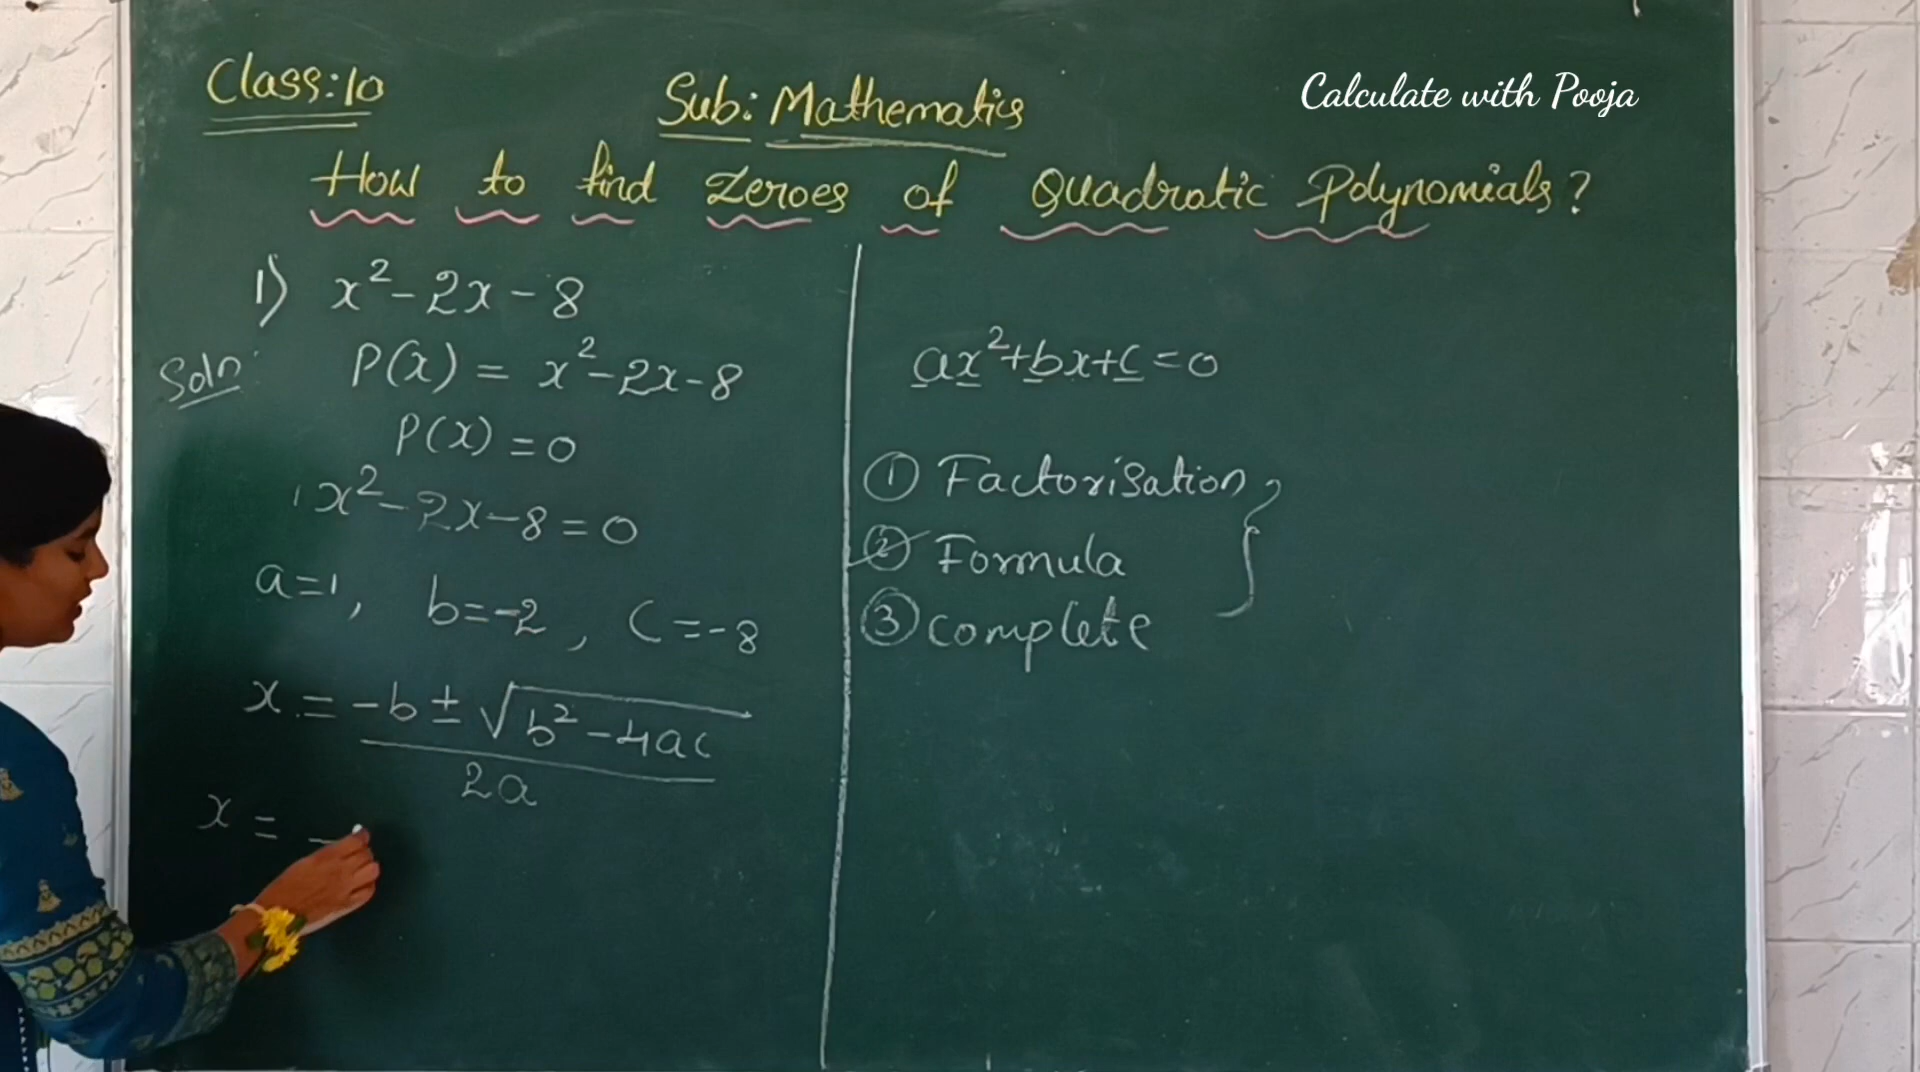 Class:10
Sub: Mathematics
Calculate with Pooja
How to find zeroes of Quadratic Polynomials?
1) x² - 2x - 8
Soln:
P(x) = x² - 2x - 8
P(x) = 0
1x² - 2x - 8 = 0
a=1, b=-2, c=-8
x = -b ± √b² - 4ac
2a
x = -
ax² + bx + c = 0
① Factorisation
② Formula
③ complete